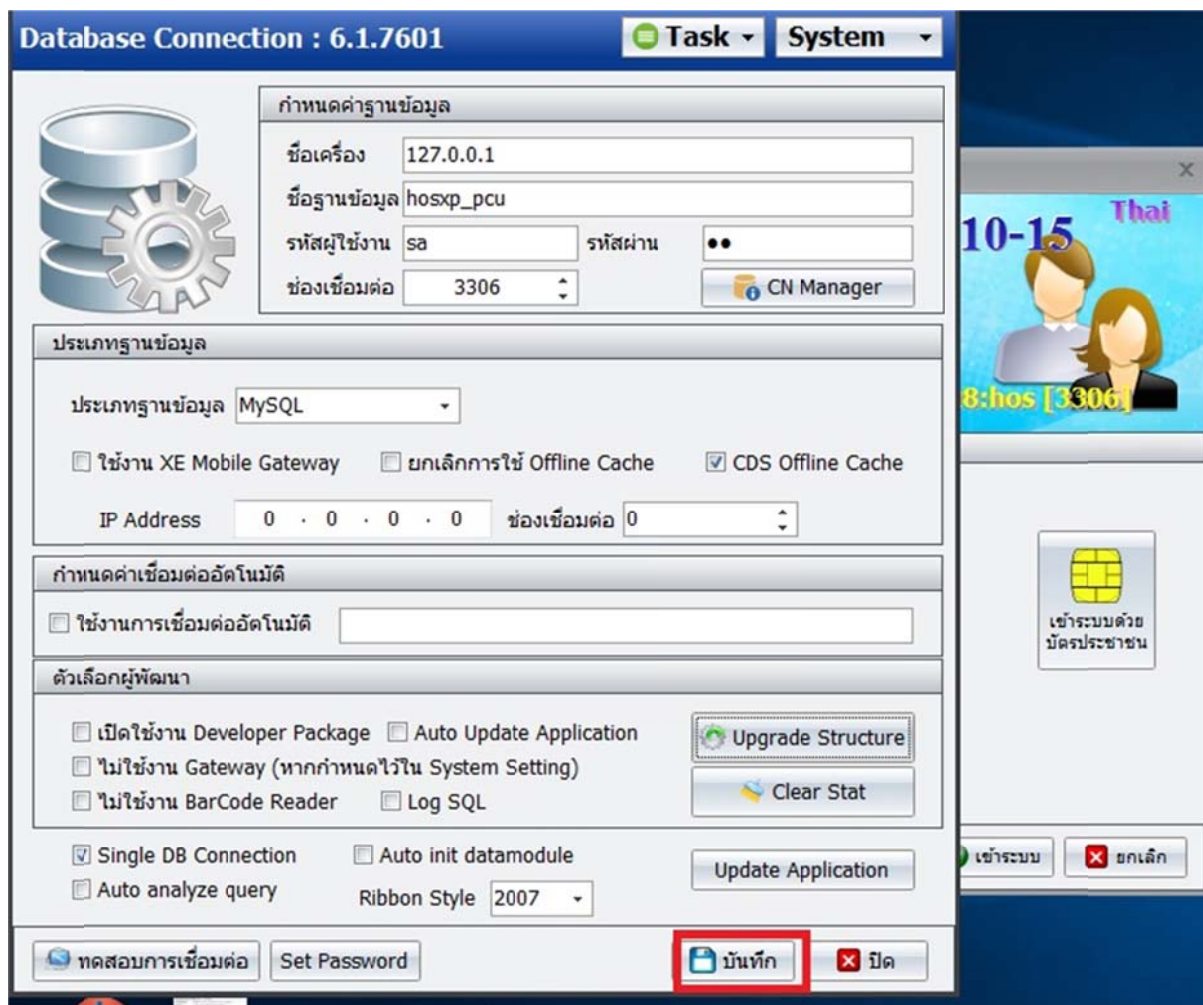 Database Connection : 6.1.7601
Task
System
กำหนดค่าฐานข้อมูล
ชื่อเครื่อง 127.0.0.1
ชื่อฐานข้อมูล hosxp_pcu
รหัสผู้ใช้งาน sa รหัสผ่าน ●●
ช่องเชื่อมต่อ 3306 CN Manager
ประเภทฐานข้อมูล
ประเภทฐานข้อมูล MySQL
ใช้งาน XE Mobile Gateway ยกเลิกการใช้ Offline Cache CDS Offline Cache
IP Address 0 . 0 . 0 . 0 ช่องเชื่อมต่อ 0
กำหนดค่าเชื่อมต่ออัตโนมัติ
ใช้งานการเชื่อมต่ออัตโนมัติ
ตัวเลือกผู้พัฒนา
เปิดใช้งาน Developer Package Auto Update Application
Upgrade Structure
ไม่ใช้งาน Gateway (หากกำหนดไว้ใน System Setting)
ไม่ใช้งาน BarCode Reader Log SQL
Clear Stat
Single DB Connection Auto init datamodule
Auto analyze query Ribbon Style 2007
Update Application
ทดสอบการเชื่อมต่อ Set Password บันทึก ปิด
X
Thai
10-15
8:hos [3306]
เข้าระบบด้วย
บัตรประชาชน
เข้าระบบ ยกเลิก